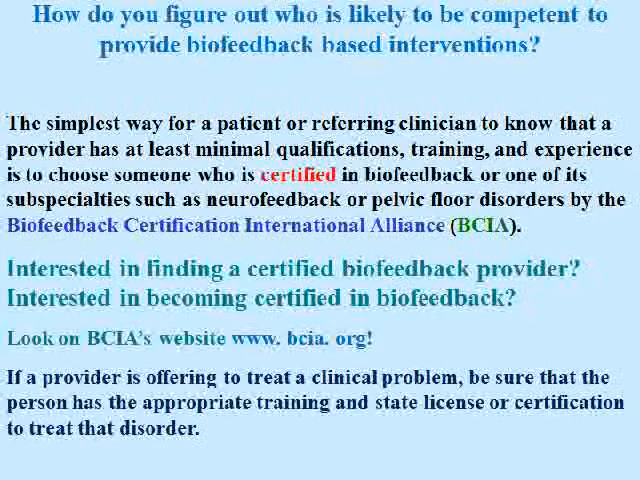 How do you figure out who is likely to be competent to
provide biofeedback based interventions?
The simplest way for a patient or referring clinician to know that a
provider has at least minimal qualifications, training, and experience
is to choose someone who is certified in biofeedback or one of its
subspecialties such as neurofeedback or pelvic floor disorders by the
Biofeedback Certification International Alliance (BCIA).
Interested in finding a certified biofeedback provider?
Interested in becoming certified in biofeedback?
Look on BCIA’s website www. bcia. org!
If a provider is offering to treat a clinical problem, be sure that the
person has the appropriate training and state license or certification
to treat that disorder.